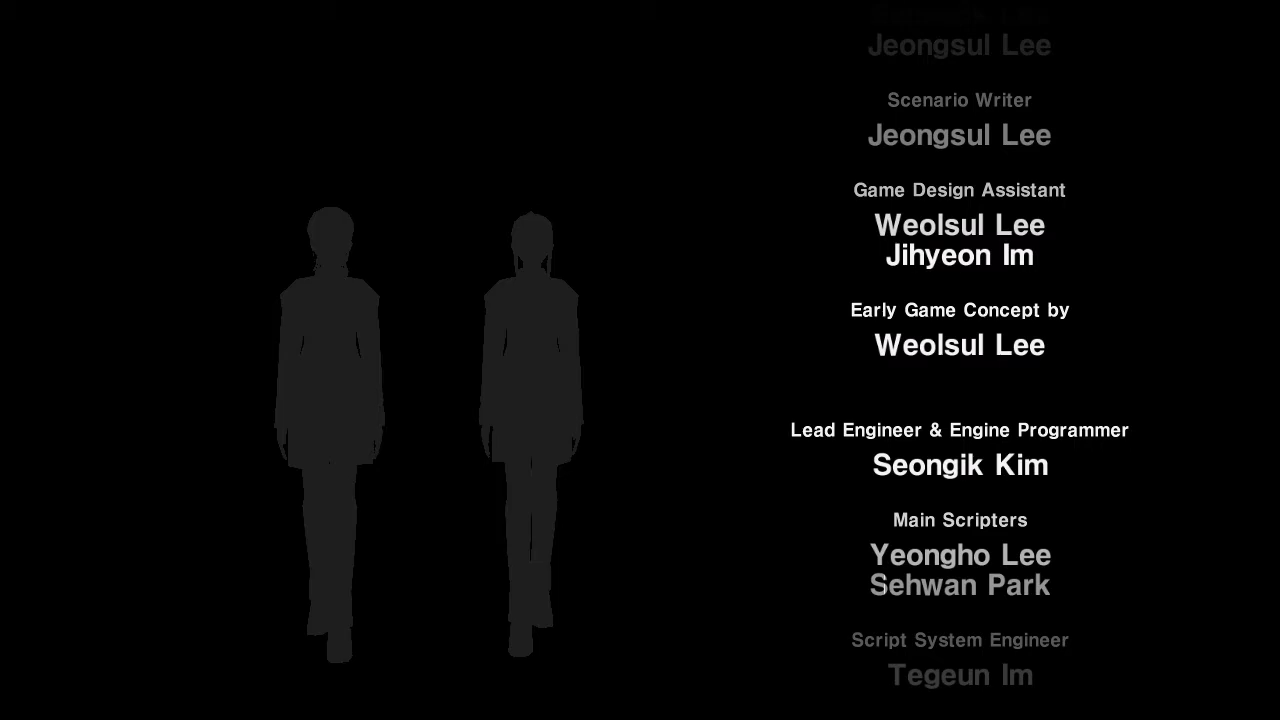 Jeongsul Lee
Scenario Writer
Jeongsul Lee
Game Design Assistant
Weolsul Lee
Jihyeon Im
Early Game Concept by
Weolsul Lee
Lead Engineer & Engine Programmer
Seongik Kim
Main Scripters
Yeongho Lee
Sehwan Park
Script System Engineer
Tegeun Im